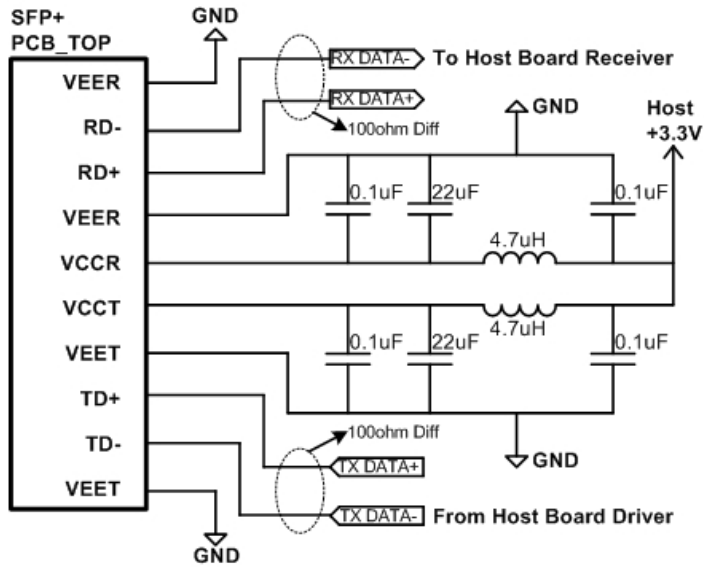 SFP+
PCB_TOP
GND
VEER
RD-
RD+
VEER
VCCR
VCCT
VEET
TD+
TD-
VEET
GND
RX DATA- To Host Board Receiver
RX DATA+
100ohm Diff
GND
Host
+3.3V
0.1uF 22uF 0.1uF
4.7uH
4.7uH
0.1uF 22uF 0.1uF
100ohm Diff
GND
TX DATA+
TX DATA- From Host Board Driver